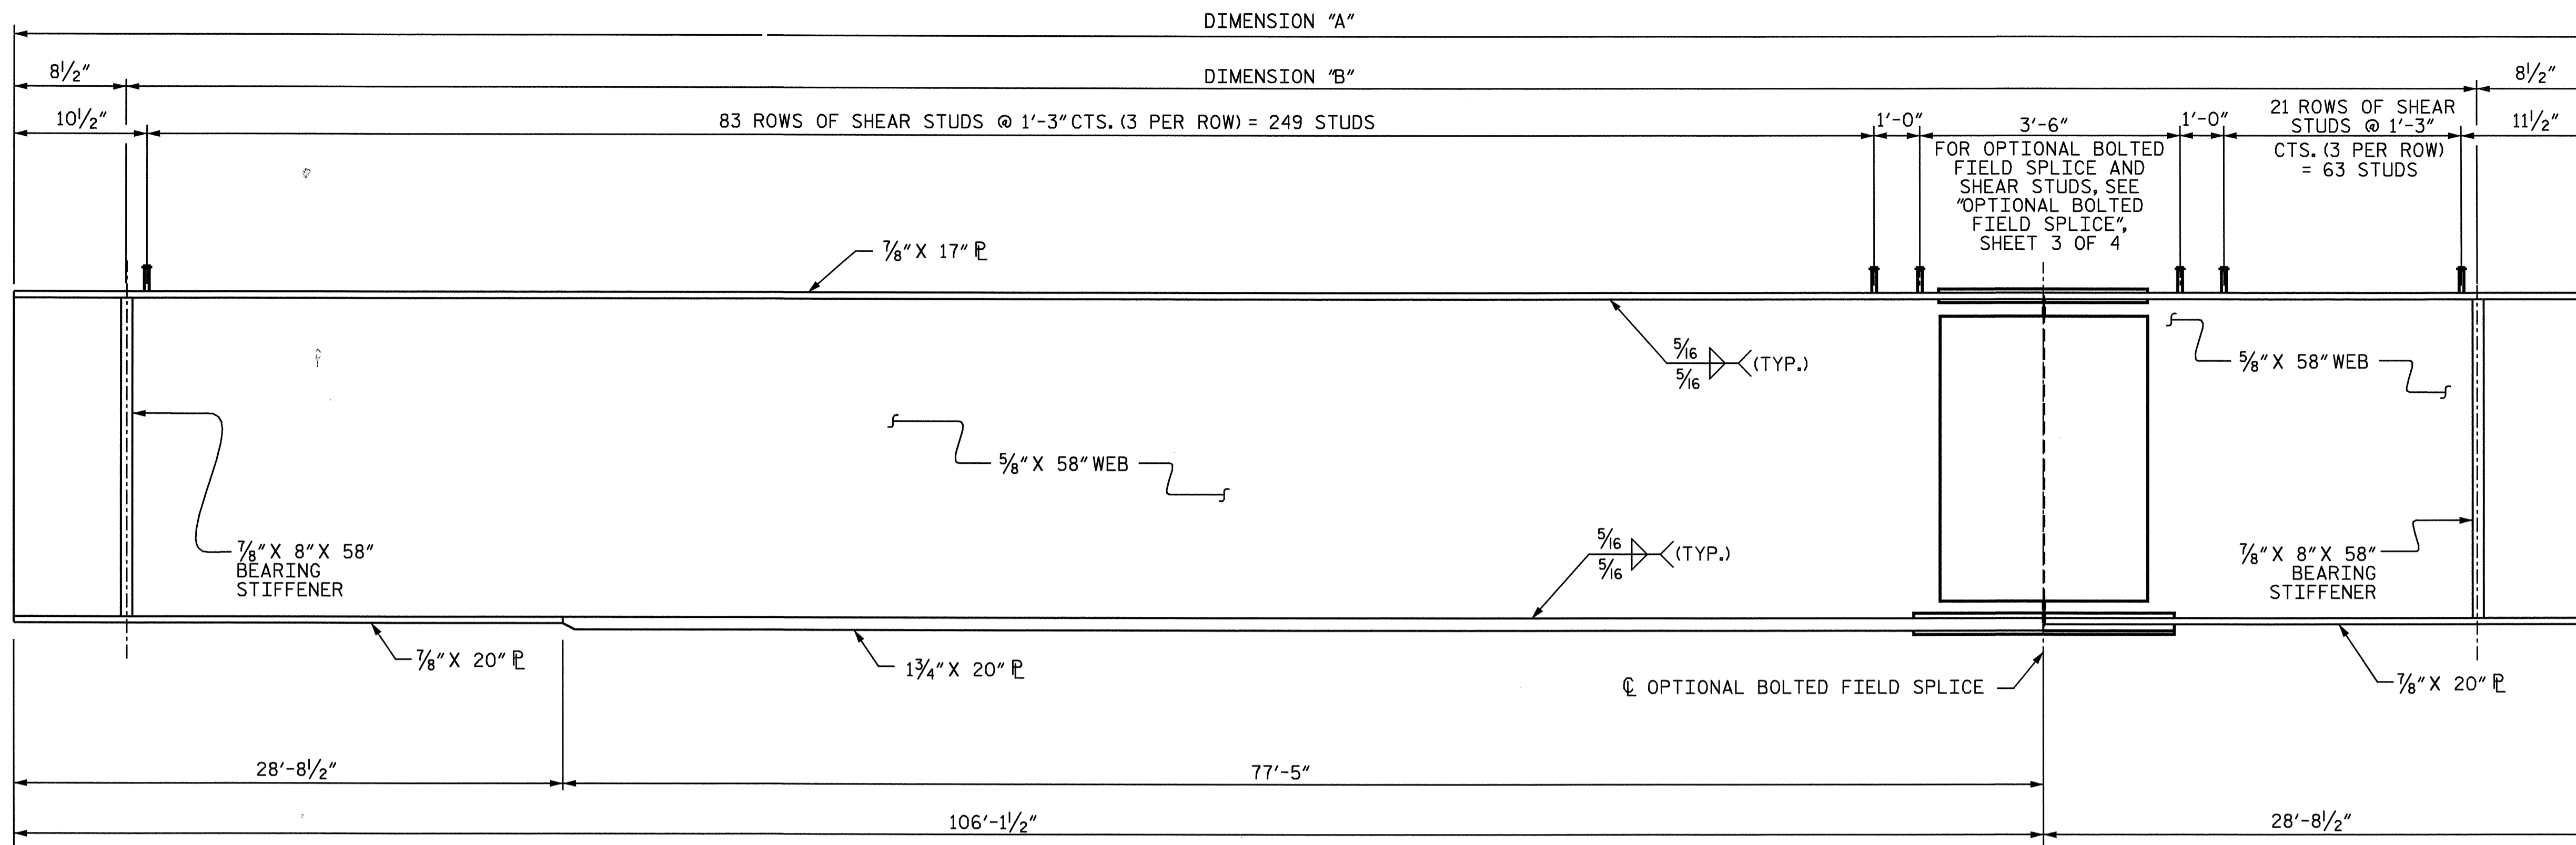 DIMENSION "A"
8½"
DIMENSION "B"
8½"
10½"
83 ROWS OF SHEAR STUDS @ 1'-3" CTS. (3 PER ROW) = 249 STUDS
1'-0"
3'-6"
1'-0"
21 ROWS OF SHEAR
STUDS @ 1'-3"
CTS. (3 PER ROW)
= 63 STUDS
11½"
FOR OPTIONAL BOLTED
FIELD SPLICE AND
SHEAR STUDS, SEE
"OPTIONAL BOLTED
FIELD SPLICE",
SHEET 3 OF 4
⅞" X 17" PL
5/16
5/16
(TYP.)
⅝" X 58" WEB
⅝" X 58" WEB
⅞" X 8" X 58"
BEARING
STIFFENER
5/16
5/16
(TYP.)
⅞" X 8" X 58"
BEARING
STIFFENER
⅞" X 20" PL
1¾" X 20" PL
CL OPTIONAL BOLTED FIELD SPLICE
⅞" X 20" PL
28'-8½"
77'-5"
106'-1½"
28'-8½"